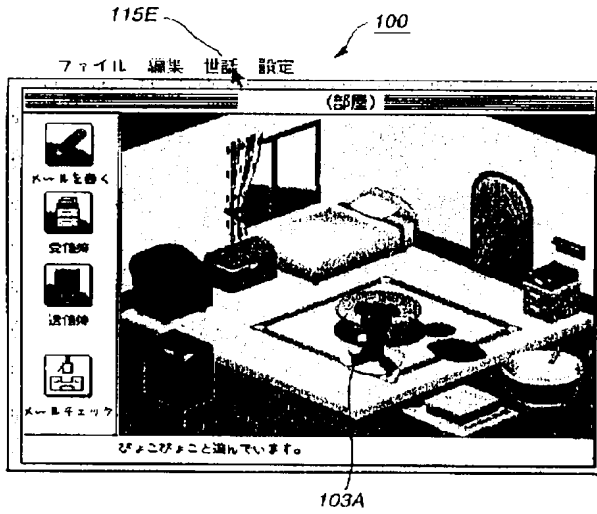 115E
100
ファイル 編集 世話 設定
(部屋)
メールを書く
受信簿
送信簿
メールチェック
ぴょこぴょこと遊んでいます。
103A